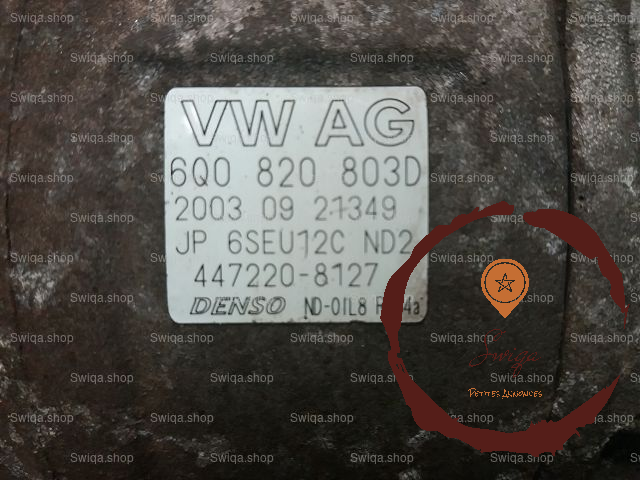 VW AG
6Q0 820 803D
2003 09 21349
JP 6SEU12C ND2
447220-8127
DENSO ND-OIL8
Swiqa
PETITES ANNONCES
Swiqa.shop